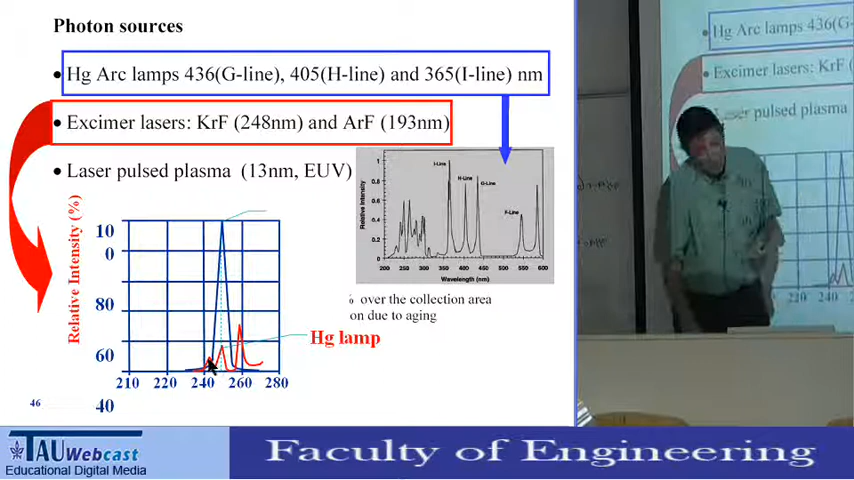 Photon sources
• Hg Arc lamps 436(G-line), 405(H-line) and 365(I-line) nm
• Excimer lasers: KrF (248nm) and ArF (193nm)
• Laser pulsed plasma (13nm, EUV)
Relative Intensity
1
0.8
0.6
0.4
0.2
0
I-Line
H-Line
G-Line
F-Line
200 250 300 350 400 450 500 550 600
Wavelength (nm)
% over the collection area
on due to aging
Relative Intensity (%)
10
0
80
60
40
Hg lamp
210 220 240 260 280
46
Hg Arc lamps 436(G-
• Excimer lasers: KrF
Laser pulsed plasma
220 240
TAU Webcast
Educational Digital Media
Faculty of Engineering